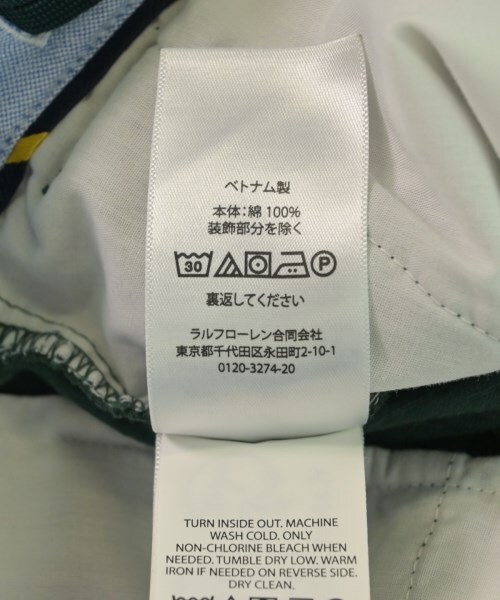 ベトナム製
本体：綿 100%
装飾部分を除く
30 P
裏返してください
ラルフローレン合同会社
東京都千代田区永田町2-10-1
0120-3274-20
TURN INSIDE OUT. MACHINE
WASH COLD. ONLY
NON-CHLORINE BLEACH WHEN
NEEDED. TUMBLE DRY LOW. WARM
IRON IF NEEDED ON REVERSE SIDE.
DRY CLEAN.